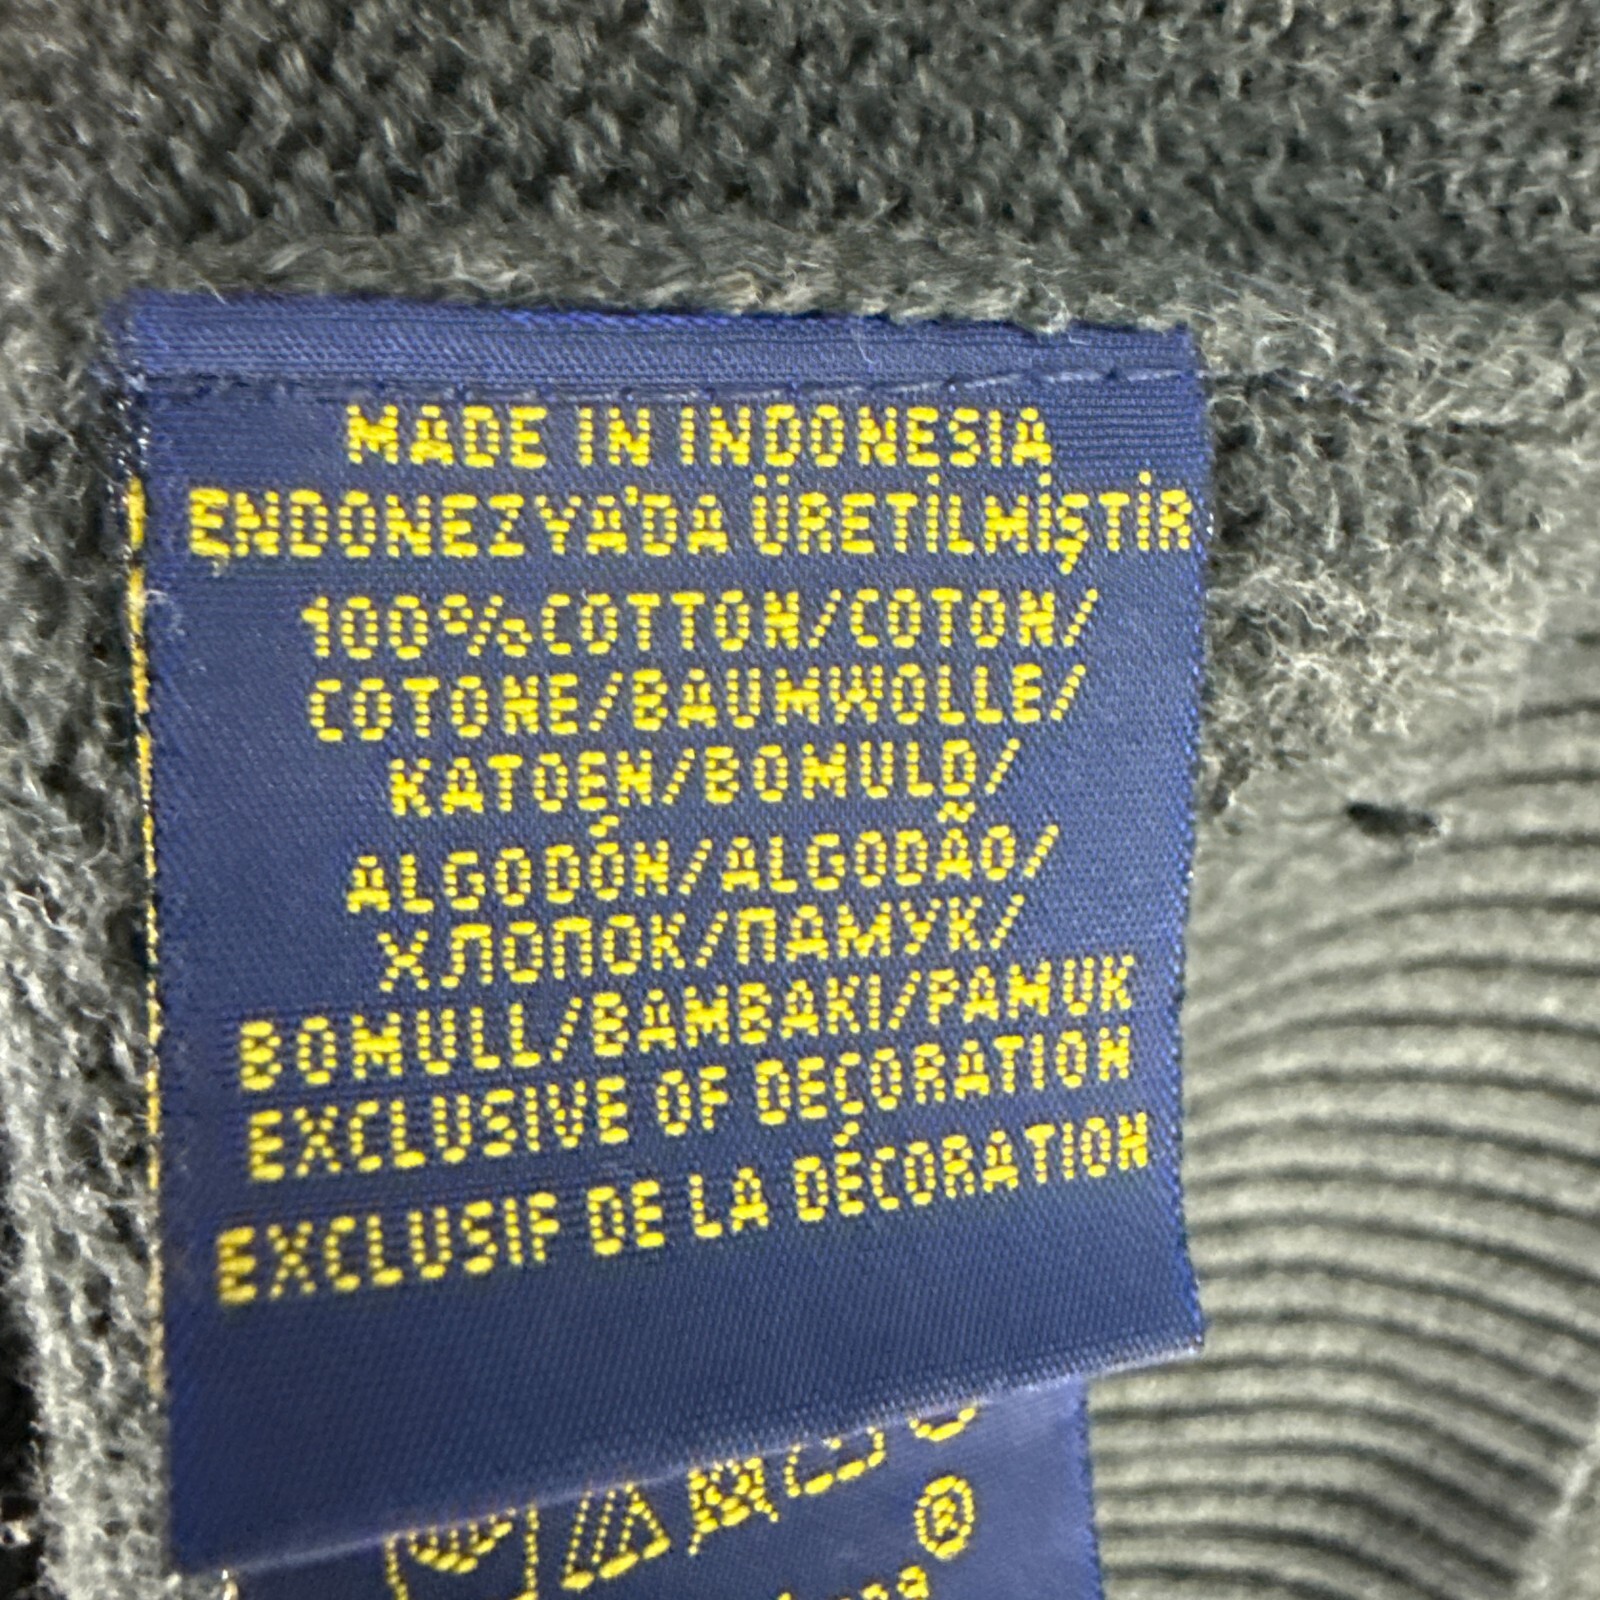 MADE IN INDONESIA
ENDONEZYA'DA ÜRETİLMİŞTİR
100%COTTON/COTON/
COTONE/BAUMWOLLE/
KATOEN/BOMULD/
ALGODÓN/ALGODÃO/
ХЛОПОК/ПАМУК/
BOMULL/BAMBAKI/PAMUK
EXCLUSIVE OF DECORATION
EXCLUSIF DE LA DÉCORATION
®